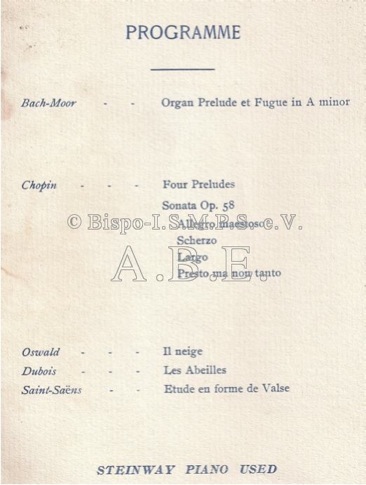 PROGRAMME
Bach-Moor - - Organ Prelude et Fugue in A minor
Chopin - - - Four Preludes
Sonata Op. 58
© Bispo-I.S.M.P.S. e.V.
Allegro maestoso
Scherzo
Largo
A.B.E.
Presto ma non tanto
Oswald - - - Il neige
Dubois - - - Les Abeilles
Saint-Saëns - - Etude en forme de Valse
STEINWAY PIANO USED